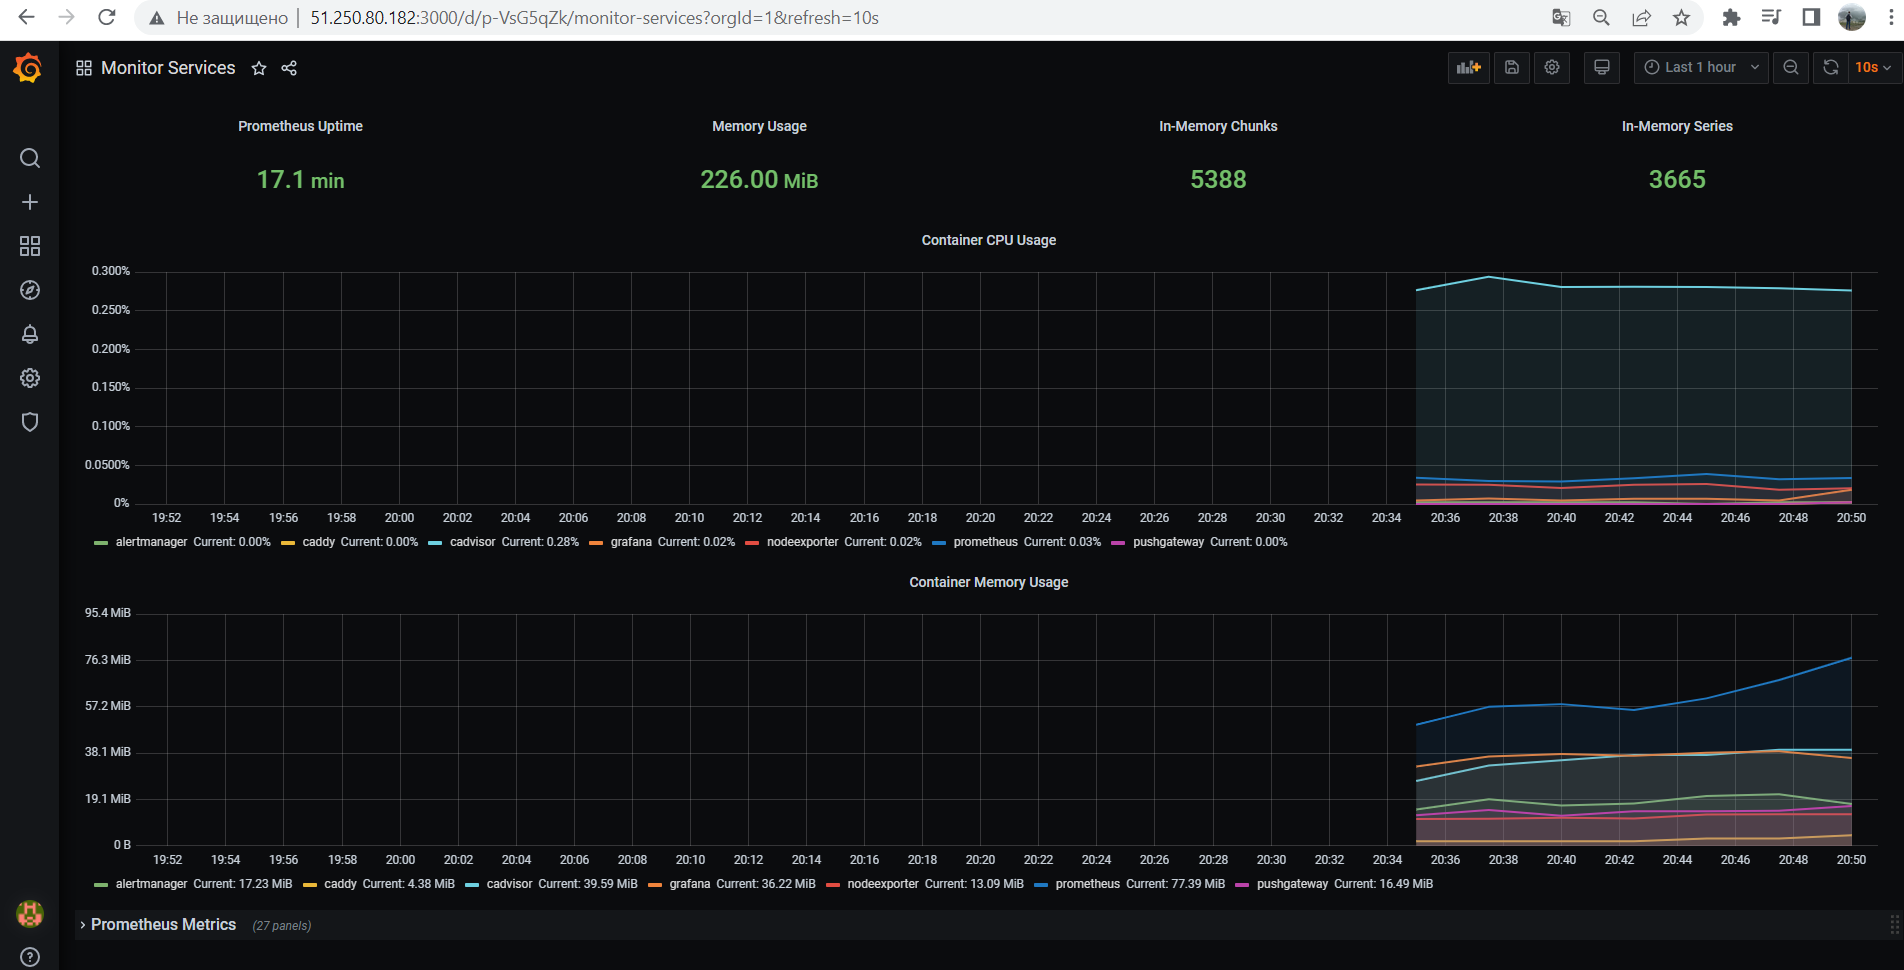 Не защищено | 51.250.80.182:3000/d/p-VsG5qZk/monitor-services?orgId=1&refresh=10s
Monitor Services
Last 1 hour
10s
Prometheus Uptime Memory Usage In-Memory Chunks In-Memory Series
17.1 min 226.00 MiB 5388 3665
Container CPU Usage
0.300%
0.250%
0.200%
0.150%
0.100%
0.0500%
0%
19:52 19:54 19:56 19:58 20:00 20:02 20:04 20:06 20:08 20:10 20:12 20:14 20:16 20:18 20:20 20:22 20:24 20:26 20:28 20:30 20:32 20:34 20:36 20:38 20:40 20:42 20:44 20:46 20:48 20:50
alertmanager Current: 0.00% caddy Current: 0.00% cadvisor Current: 0.28% grafana Current: 0.02% nodeexporter Current: 0.02% prometheus Current: 0.03% pushgateway Current: 0.00%
Container Memory Usage
95.4 MiB
76.3 MiB
57.2 MiB
38.1 MiB
19.1 MiB
0 B
19:52 19:54 19:56 19:58 20:00 20:02 20:04 20:06 20:08 20:10 20:12 20:14 20:16 20:18 20:20 20:22 20:24 20:26 20:28 20:30 20:32 20:34 20:36 20:38 20:40 20:42 20:44 20:46 20:48 20:50
alertmanager Current: 17.23 MiB caddy Current: 4.38 MiB cadvisor Current: 39.59 MiB grafana Current: 36.22 MiB nodeexporter Current: 13.09 MiB prometheus Current: 77.39 MiB pushgateway Current: 16.49 MiB
Prometheus Metrics (27 panels)